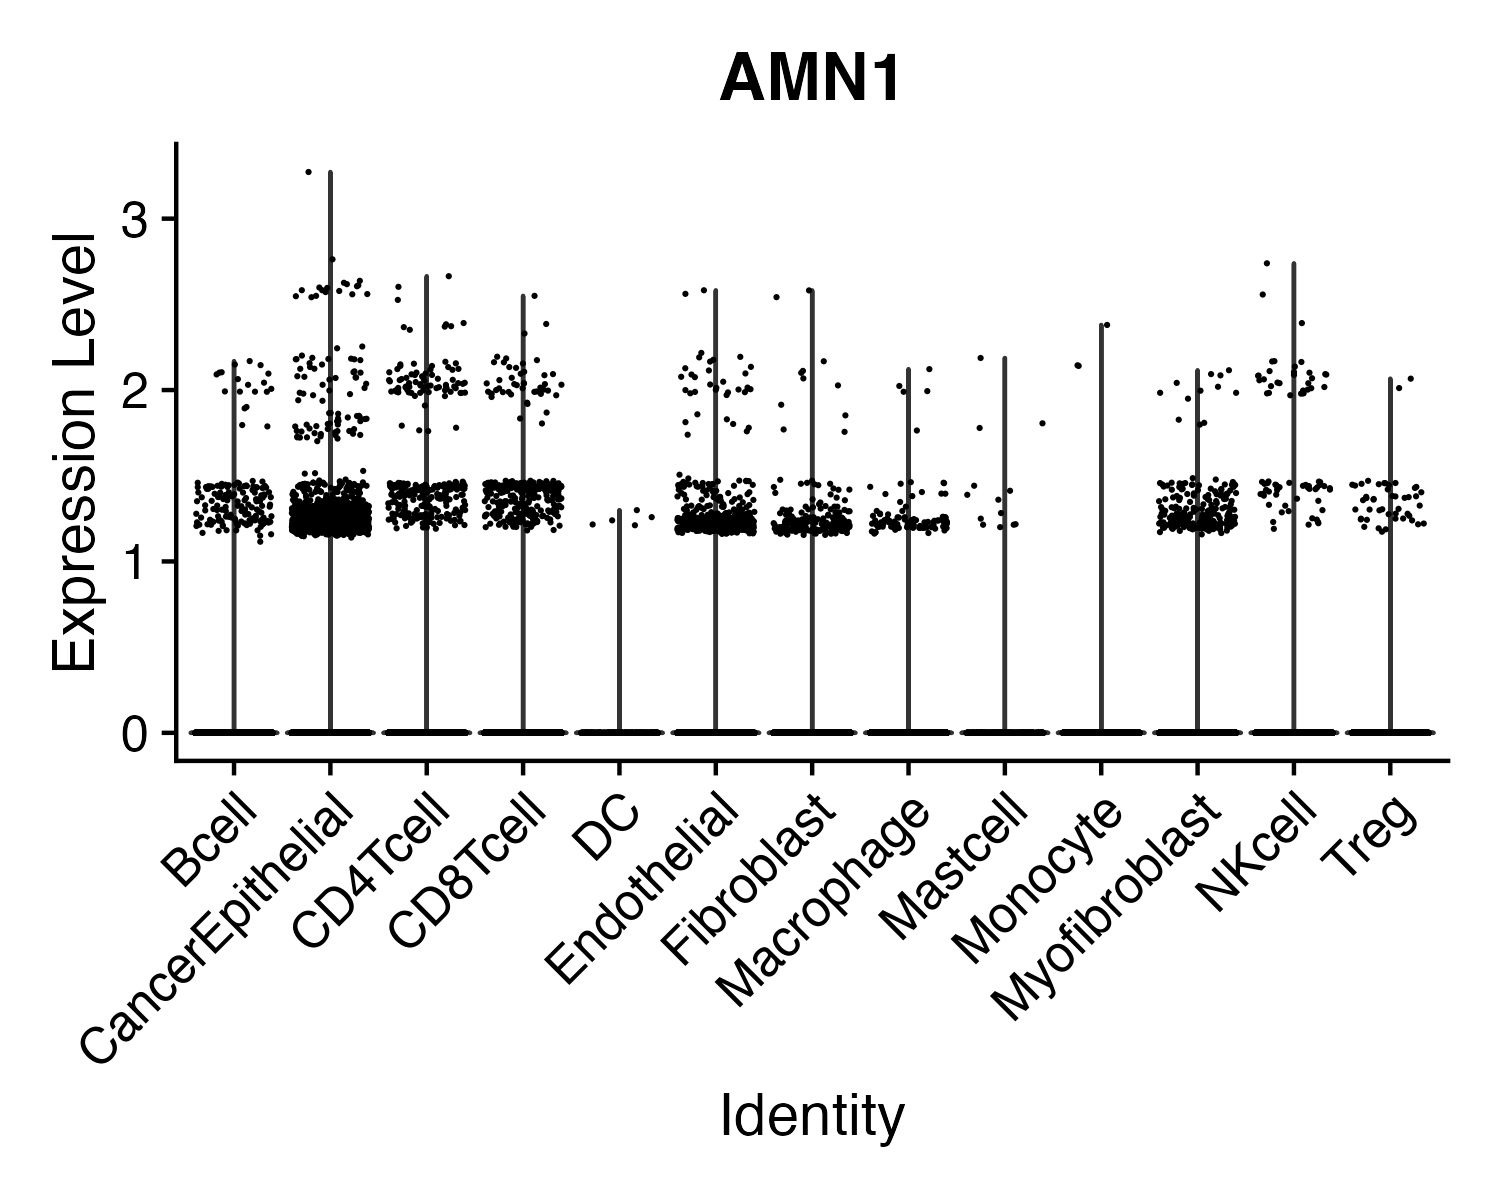 AMN1
Expression Level
3
2
1
0
Bcell
CancerEpithelial
CD4Tcell
CD8Tcell
DC
Endothelial
Fibroblast
Macrophage
Mastcell
Monocyte
Myofibroblast
NKcell
Treg
Identity